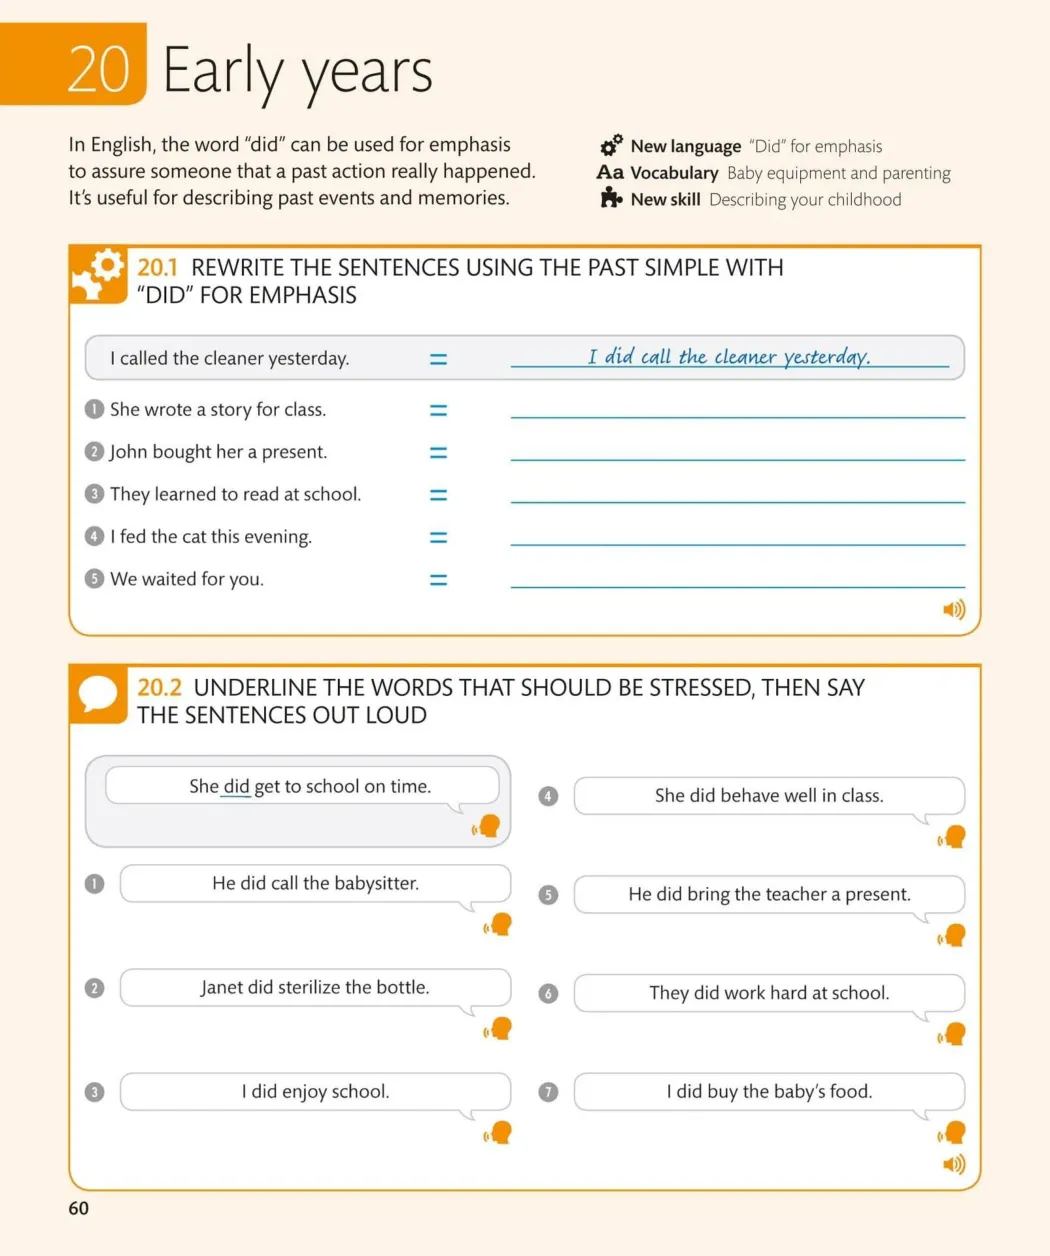 20 Early years
In English, the word “did” can be used for emphasis
to assure someone that a past action really happened.
It’s useful for describing past events and memories.
New language “Did” for emphasis
Aa Vocabulary Baby equipment and parenting
New skill Describing your childhood
20.1 REWRITE THE SENTENCES USING THE PAST SIMPLE WITH
“DID” FOR EMPHASIS
I called the cleaner yesterday. = I did call the cleaner yesterday.
1 She wrote a story for class. =
2 John bought her a present. =
3 They learned to read at school. =
4 I fed the cat this evening. =
5 We waited for you. =
20.2 UNDERLINE THE WORDS THAT SHOULD BE STRESSED, THEN SAY
THE SENTENCES OUT LOUD
She did get to school on time.
1 He did call the babysitter.
2 Janet did sterilize the bottle.
3 I did enjoy school.
4 She did behave well in class.
5 He did bring the teacher a present.
6 They did work hard at school.
7 I did buy the baby’s food.
60